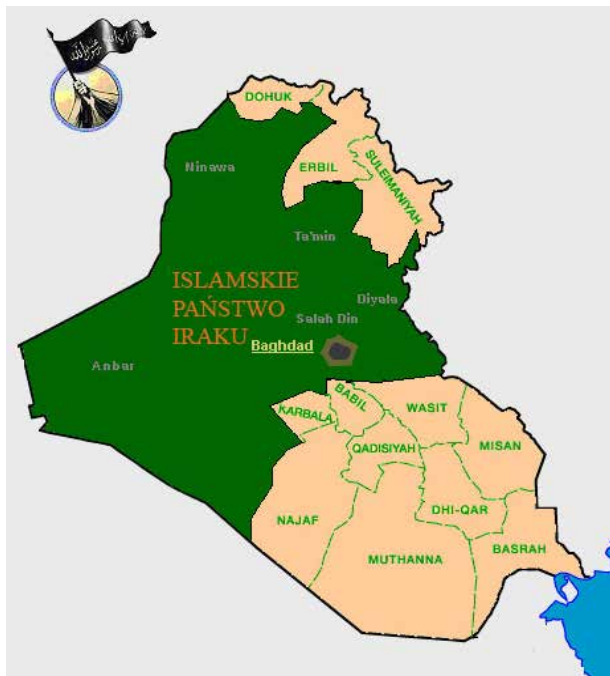 DOHUK
Ninawa
ERBIL
SULEIMANIYAH
Ta'min
ISLAMSKIE
PAŃSTWO
IRAKU
Diyala
Salah Din
Baghdad
Anbar
BABIL
KARBALA
WASIT
QADISIYAH
MISAN
NAJAF
DHI-QAR
MUTHANNA
BASRAH